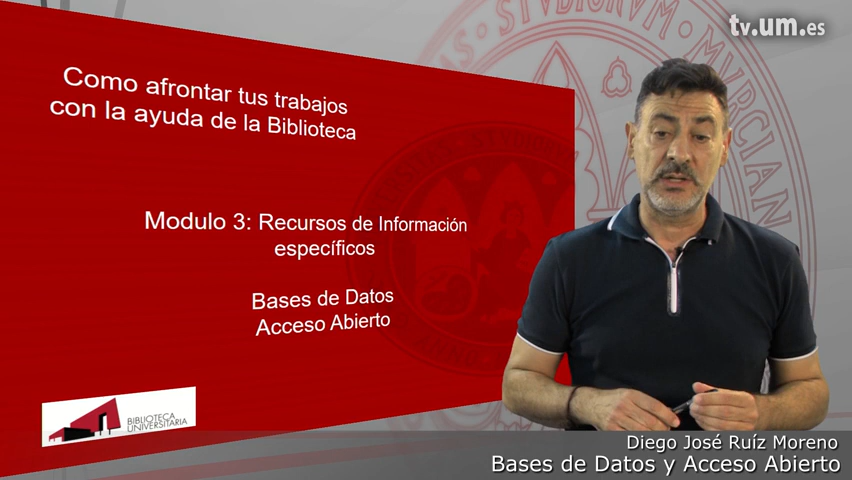 tv.um.es
Como afrontar tus trabajos
con la ayuda de la Biblioteca
Modulo 3: Recursos de Información
específicos
Bases de Datos
Acceso Abierto
BIBLIOTECA
UNIVERSITARIA
Diego José Ruíz Moreno
Bases de Datos y Acceso Abierto